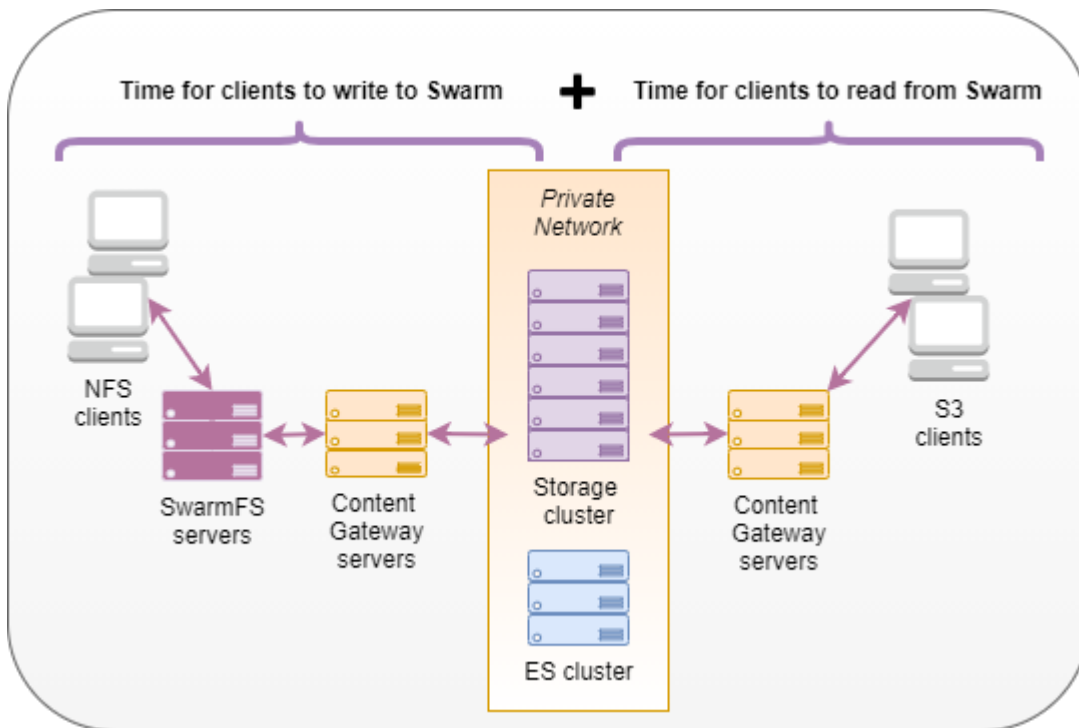 Time for clients to write to Swarm
+
Time for clients to read from Swarm
Private
Network
NFS
clients
SwarmFS
servers
Content
Gateway
servers
Storage
cluster
ES cluster
Content
Gateway
servers
S3
clients